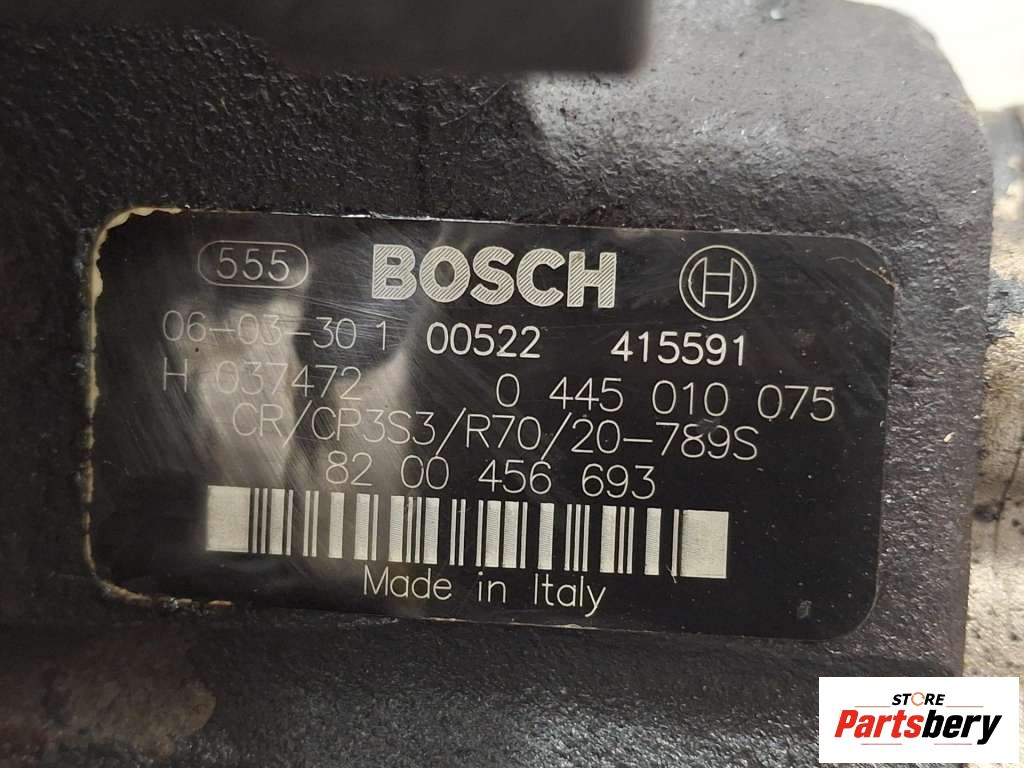 555 BOSCH
06-03-30 1 00522 415591
H 037472 0 445 010 075
CR/CP3S3/R70/20-789S
82 00 456 693
Made in Italy
STORE
Partsbery